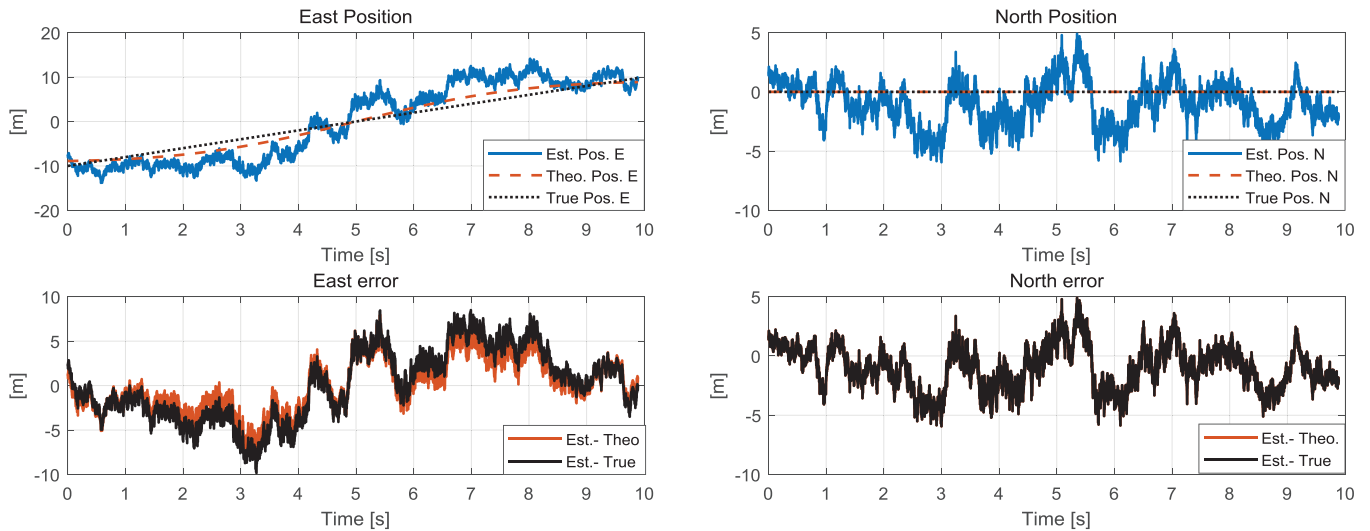 East Position
20
10
0
-10
-20
[m]
Est. Pos. E
Theo. Pos. E
True Pos. E
0 1 2 3 4 5 6 7 8 9 10
Time [s]
North Position
5
0
-5
-10
[m]
Est. Pos. N
Theo. Pos. N
True Pos. N
0 1 2 3 4 5 6 7 8 9 10
Time [s]
East error
10
5
0
-5
-10
[m]
Est.- Theo
Est.- True
0 1 2 3 4 5 6 7 8 9 10
Time [s]
North error
5
0
-5
-10
[m]
Est.- Theo.
Est.- True
0 1 2 3 4 5 6 7 8 9 10
Time [s]